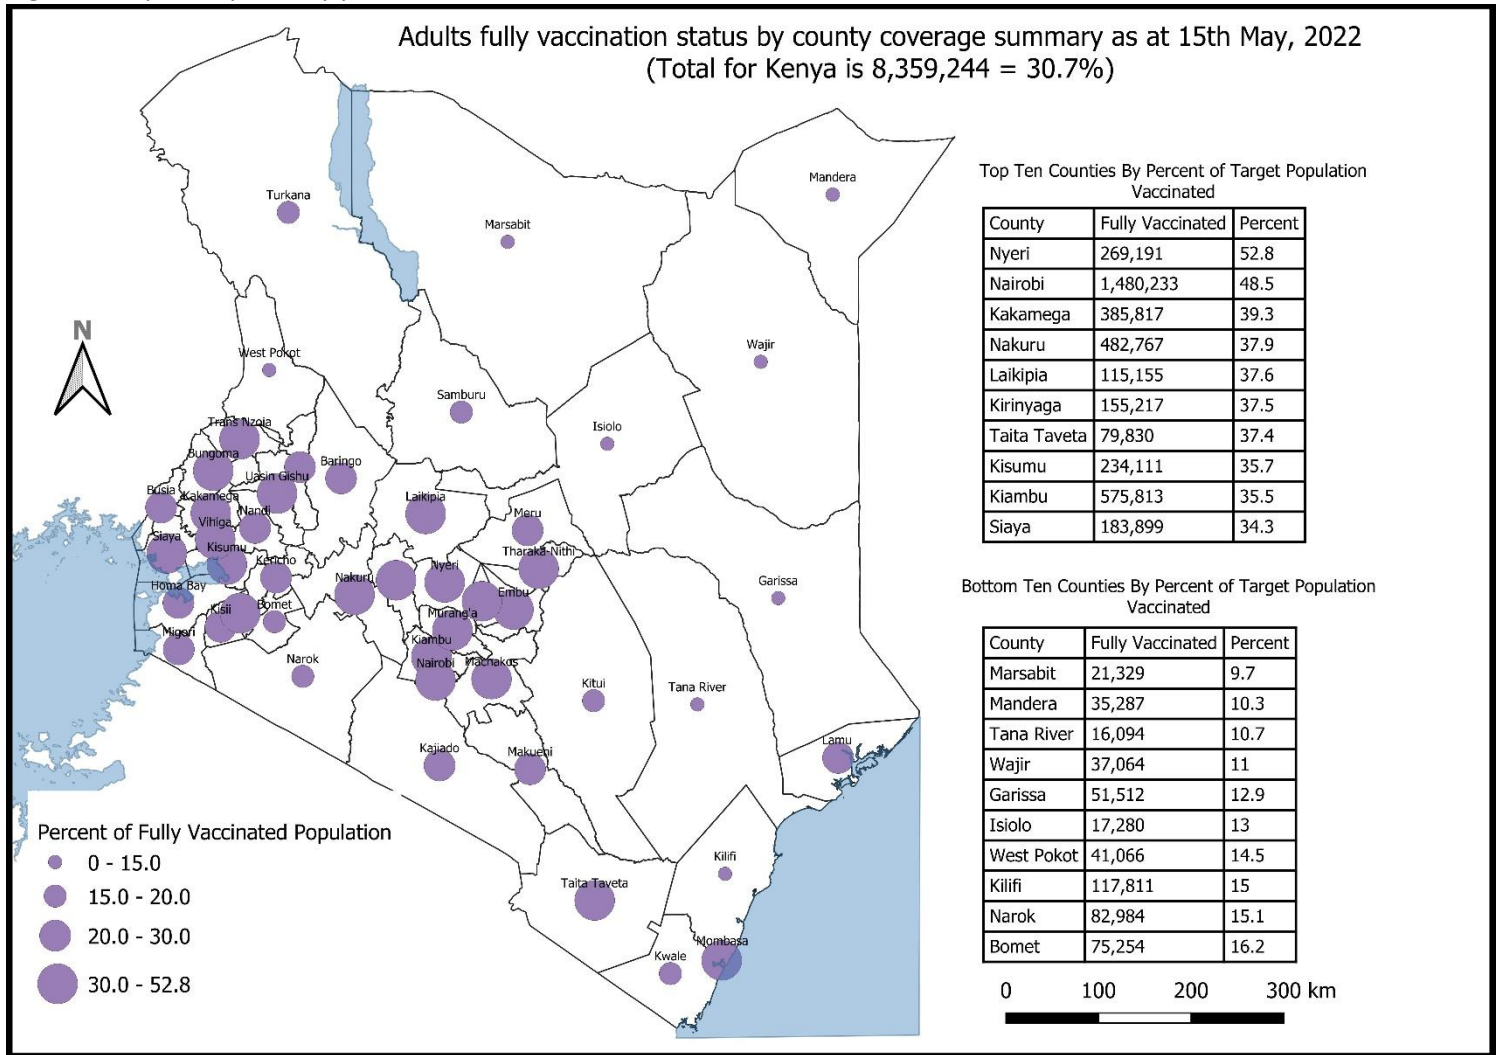 Adults fully vaccination status by county coverage summary as at 15th May, 2022
(Total for Kenya is 8,359,244 = 30.7%)
Turkana
Marsabit
Mandera
West Pokot
Samburu
Wajir
Isiolo
Trans Nzoia
Bungoma
Uasin Gishu
Baringo
Busia
Kakamega
Laikipia
Vihiga
Nandi
Meru
Siaya
Kisumu
Kericho
Tharaka-Nithi
Homa Bay
Nakuru
Nyeri
Embu
Garissa
Kisii
Bomet
Murang'a
Migori
Kiambu
Narok
Nairobi
Machakos
Kitui
Tana River
Kajiado
Makueni
Lamu
Kilifi
Taita Taveta
Kwale
Mombasa
N
Percent of Fully Vaccinated Population
0 - 15.0
15.0 - 20.0
20.0 - 30.0
30.0 - 52.8
Top Ten Counties By Percent of Target Population
Vaccinated
County Fully Vaccinated Percent
Nyeri 269,191 52.8
Nairobi 1,480,233 48.5
Kakamega 385,817 39.3
Nakuru 482,767 37.9
Laikipia 115,155 37.6
Kirinyaga 155,217 37.5
Taita Taveta 79,830 37.4
Kisumu 234,111 35.7
Kiambu 575,813 35.5
Siaya 183,899 34.3
Bottom Ten Counties By Percent of Target Population
Vaccinated
County Fully Vaccinated Percent
Marsabit 21,329 9.7
Mandera 35,287 10.3
Tana River 16,094 10.7
Wajir 37,064 11
Garissa 51,512 12.9
Isiolo 17,280 13
West Pokot 41,066 14.5
Kilifi 117,811 15
Narok 82,984 15.1
Bomet 75,254 16.2
0 100 200 300 km